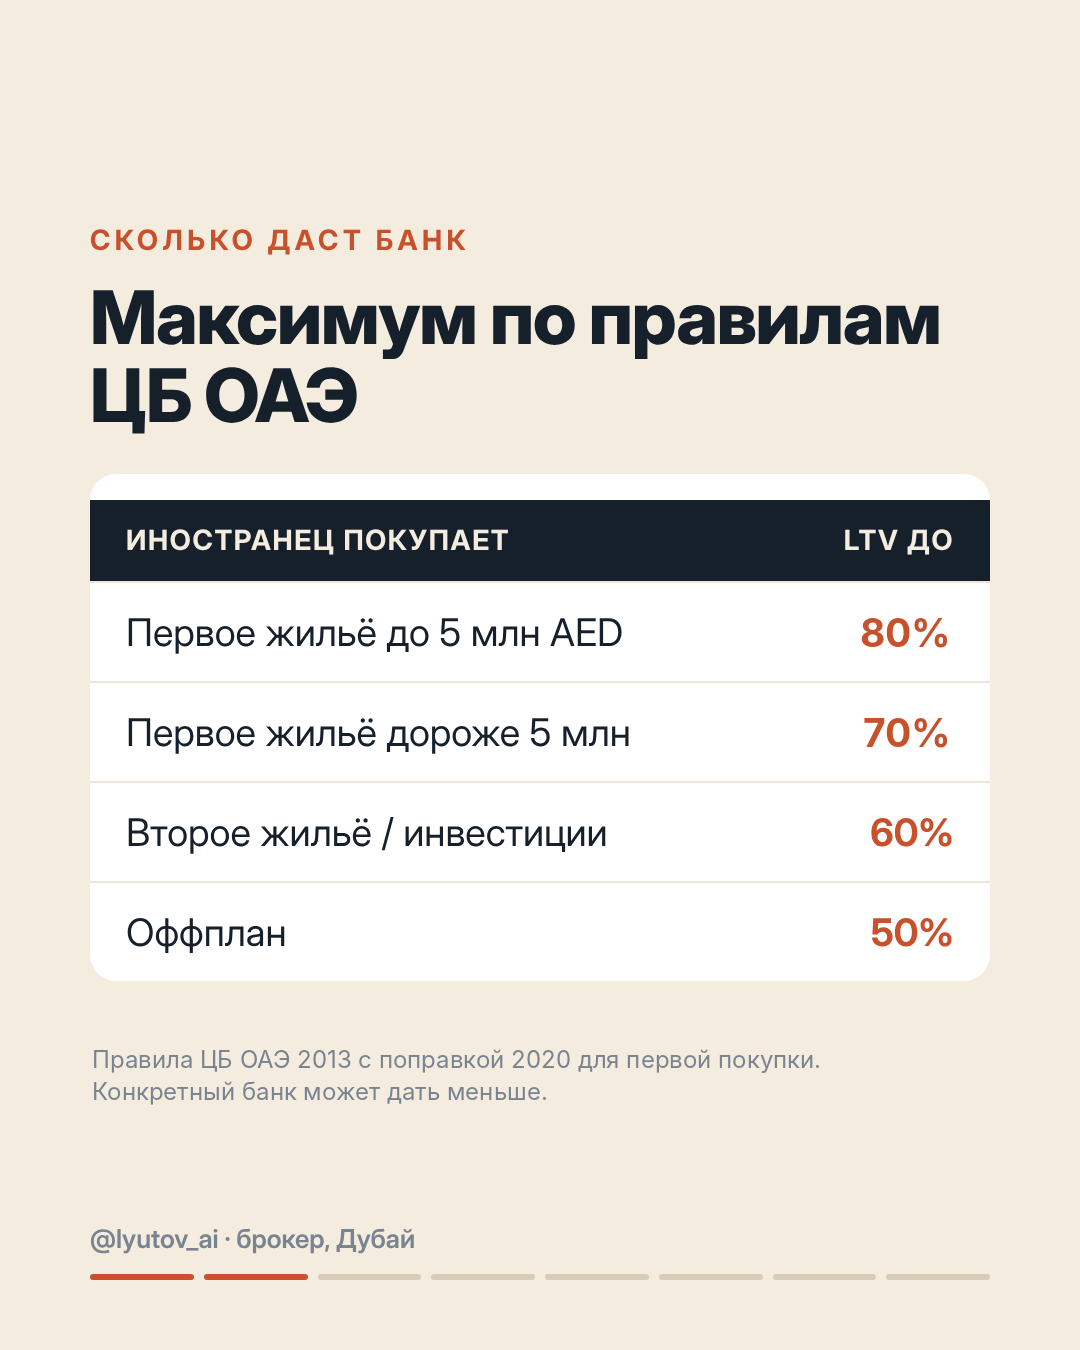 СКОЛЬКО ДАСТ БАНК
Максимум по правилам
ЦБ ОАЭ
ИНОСТРАНЕЦ ПОКУПАЕТ LTV ДО
Первое жильё до 5 млн AED 80%
Первое жильё дороже 5 млн 70%
Второе жильё / инвестиции 60%
Оффплан 50%
Правила ЦБ ОАЭ 2013 с поправкой 2020 для первой покупки.
Конкретный банк может дать меньше.
@lyutov_ai · брокер, Дубай